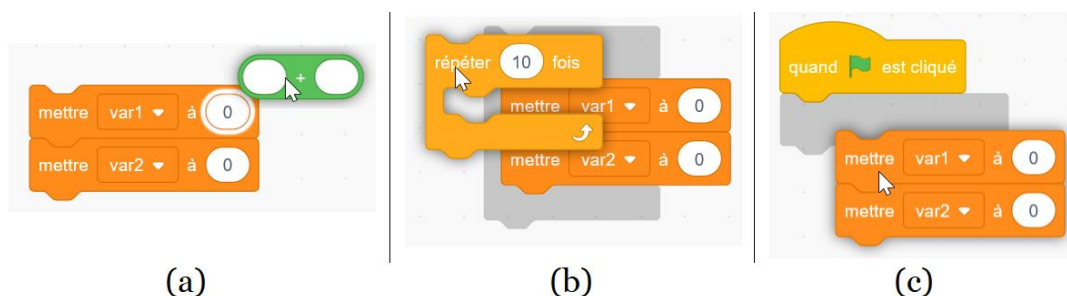 +
mettre var1 à 0
mettre var2 à 0
(a)
répéter 10 fois
mettre var1 à 0
mettre var2 à 0
(b)
quand est cliqué
mettre var1 à 0
mettre var2 à 0
(c)